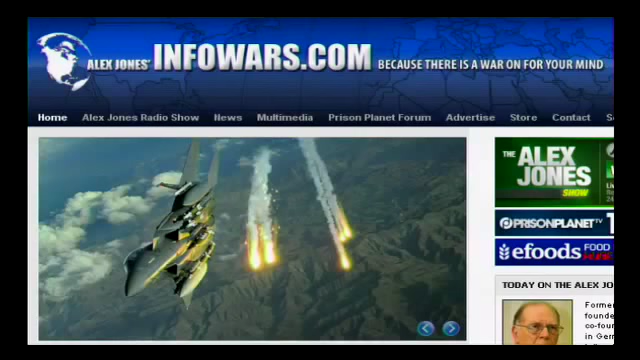 ALEX JONES' INFOWARS.COM BECAUSE THERE IS A WAR ON FOR YOUR MIND
Home Alex Jones Radio Show News Multimedia Prison Planet Forum Advertise Store Contact
THE
ALEX
JONES
SHOW
PRISONPLANET TV
efoods FOOD
TODAY ON THE ALEX JO
Former
founde
co-fou
in Germ